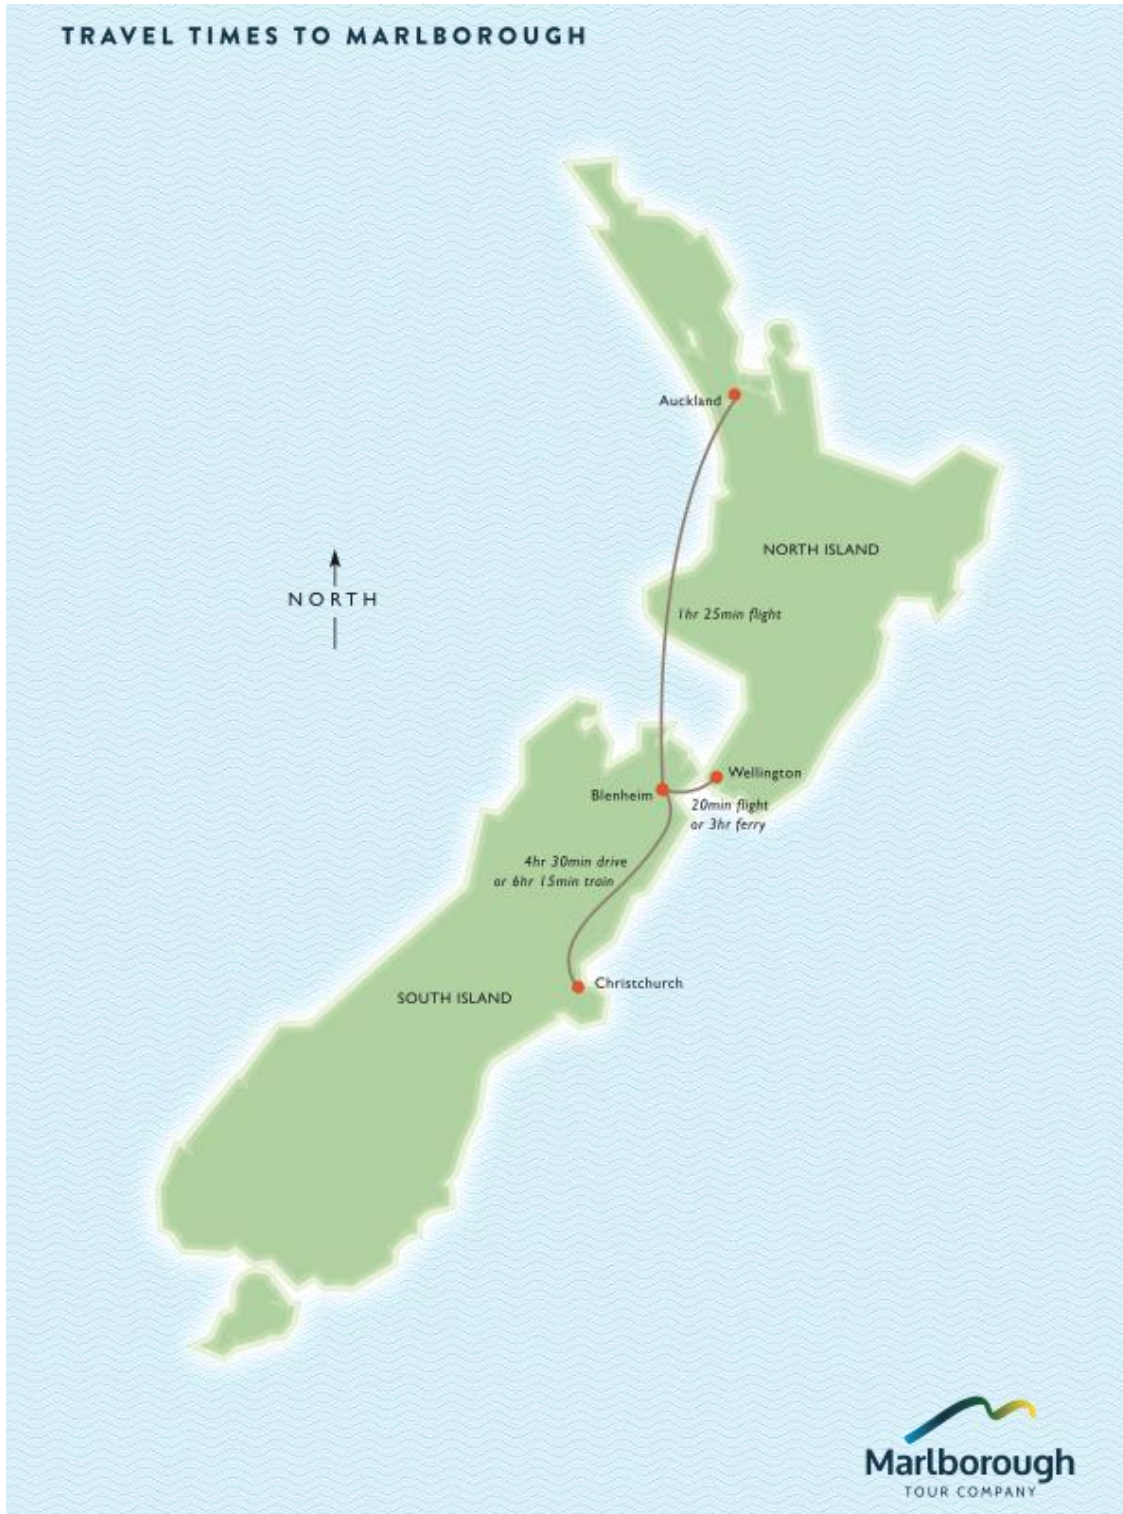 TRAVEL TIMES TO MARLBOROUGH
Auckland
NORTH ISLAND
NORTH
1hr 25min flight
Wellington
Blenheim
20min flight
or 3hr ferry
4hr 30min drive
or 6hr 15min train
Christchurch
SOUTH ISLAND
Marlborough
TOUR COMPANY